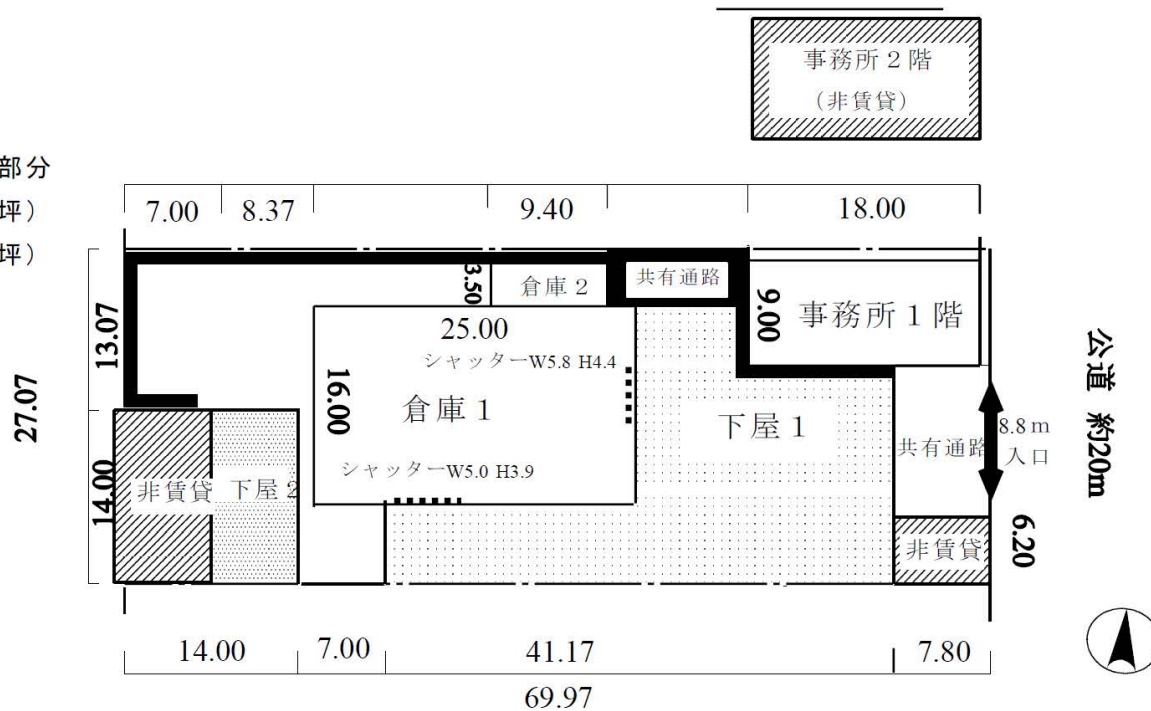 事務所２階
（非賃貸）
部分
坪）
坪）
7.00 8.37 9.40 18.00
3.50
倉庫２
共有通路
9.00
事務所１階
13.07
27.07
14.00
25.00
シャッターW5.8 H4.4
16.00
倉庫１
シャッターW5.0 H3.9
下屋１
非賃貸
下屋２
共有通路
8.8ｍ
入口
公道 約20m
非賃貸
6.20
14.00 7.00 41.17 7.80
69.97